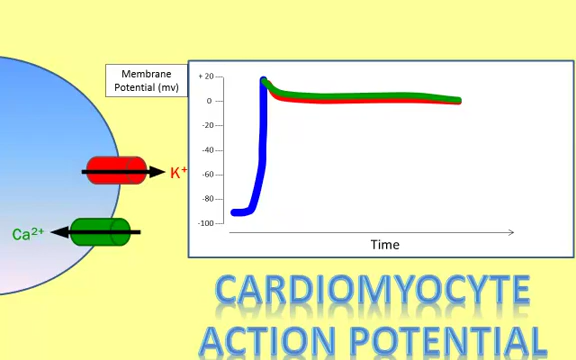 Membrane
Potential (mv)
+ 20
0
-20
-40
-60
-80
-100
K⁺
Ca²⁺
Time
CARDIOMYOCYTE
ACTION POTENTIAL